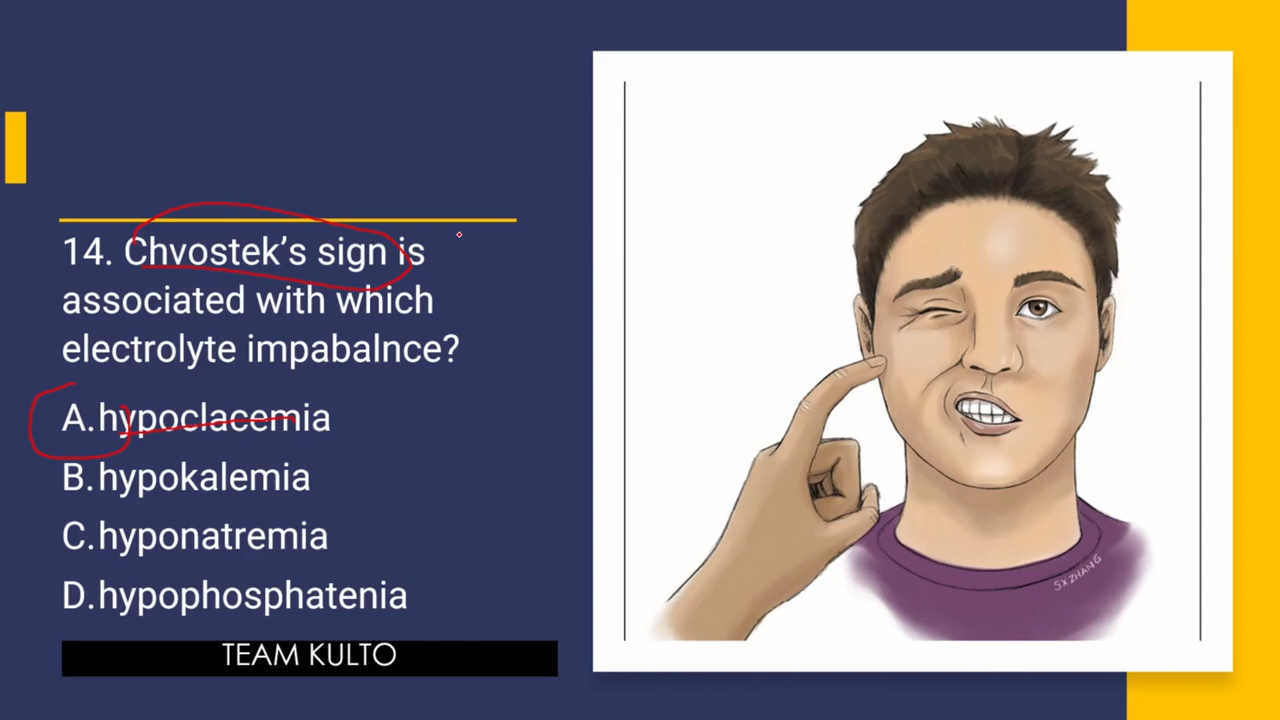 14. Chvostek's sign is
associated with which
electrolyte impabalnce?
A.hypoclacemia
B.hypokalemia
C.hyponatremia
D.hypophosphatenia
TEAM KULTO
SXZHANG